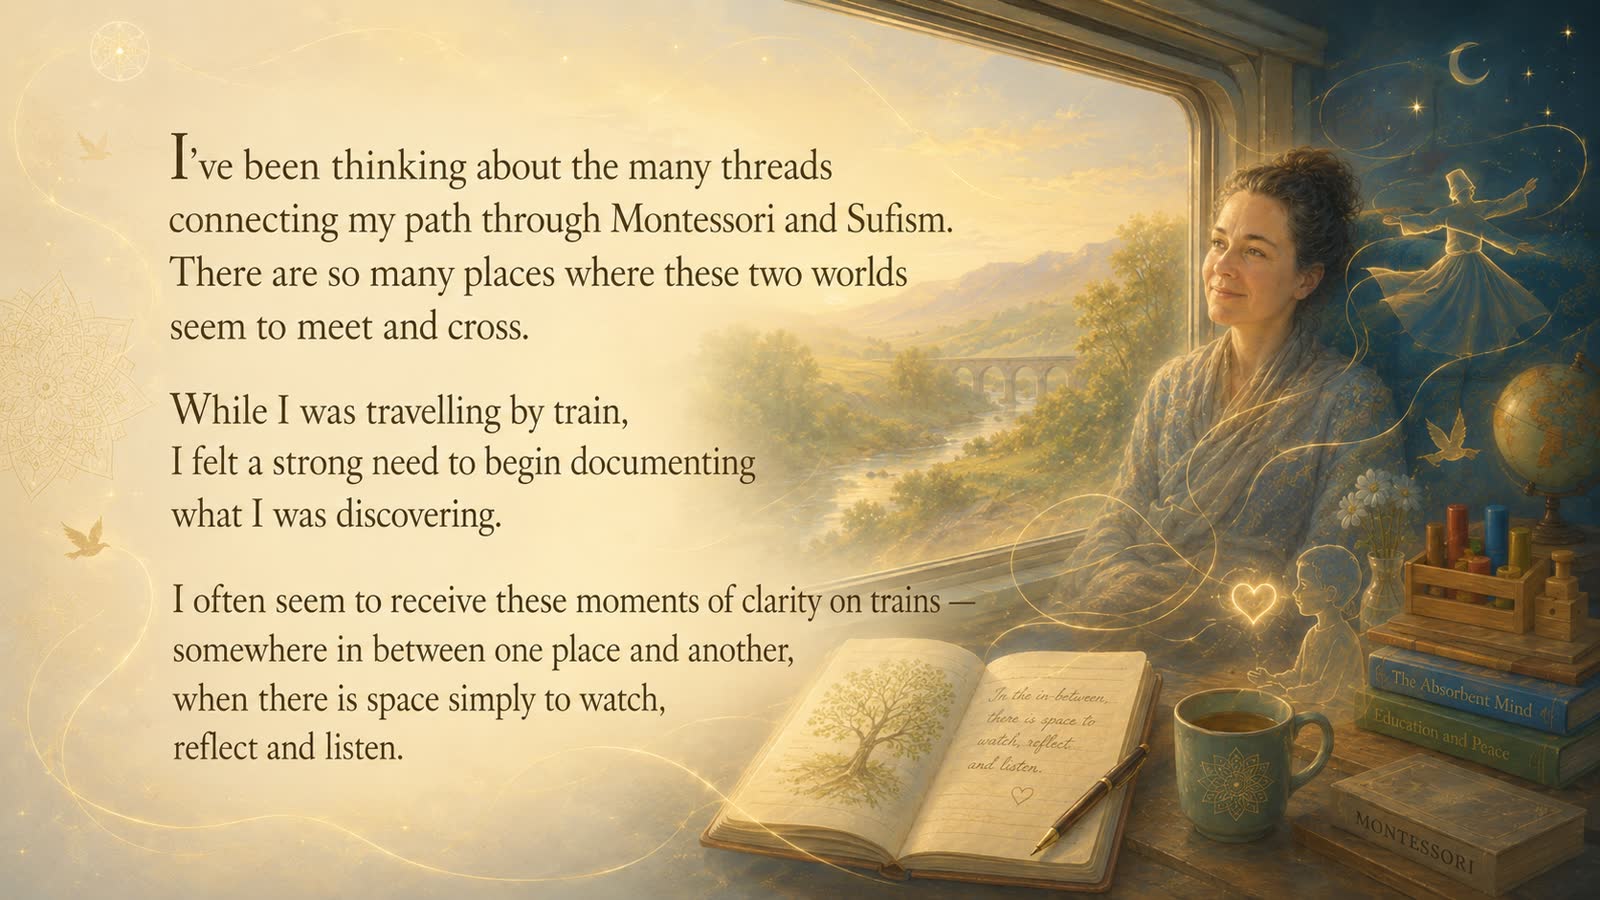 I've been thinking about the many threads
connecting my path through Montessori and Sufism.
There are so many places where these two worlds
seem to meet and cross.
While I was travelling by train,
I felt a strong need to begin documenting
what I was discovering.
I often seem to receive these moments of clarity on trains —
somewhere in between one place and another,
when there is space simply to watch,
reflect and listen.
In the in-between,
there is space to
watch, reflect
and listen.
The Absorbent Mind
Education and Peace
MONTESSORI